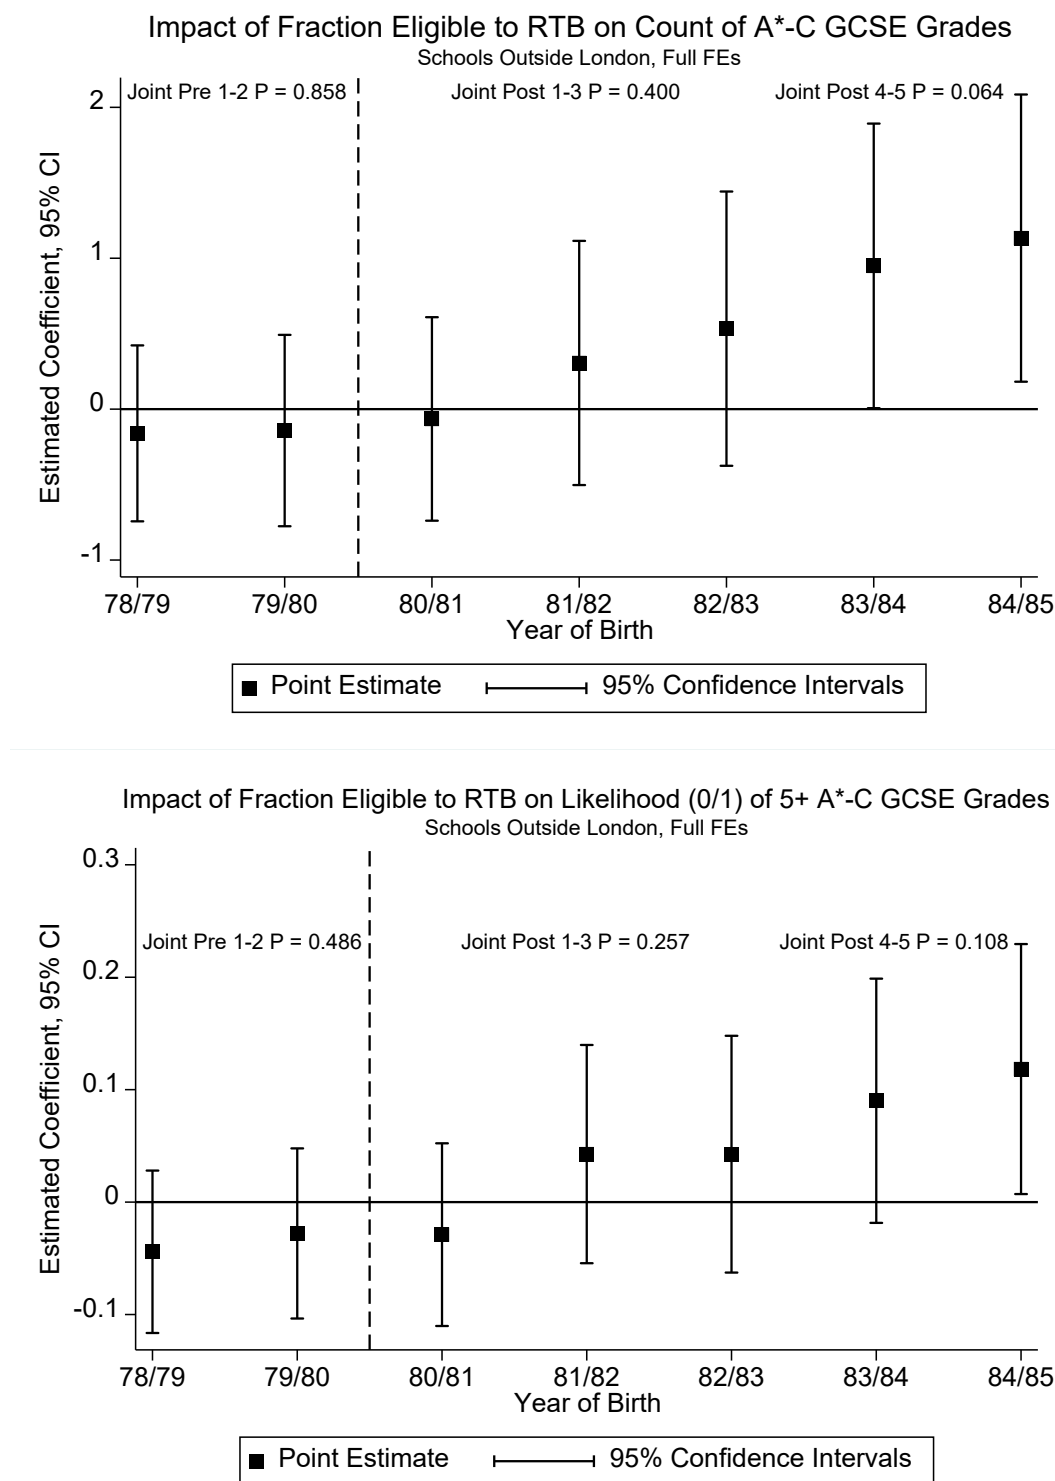 Impact of Fraction Eligible to RTB on Count of A*-C GCSE Grades
Schools Outside London, Full FEs
Joint Pre 1-2 P = 0.858
Joint Post 1-3 P = 0.400
Joint Post 4-5 P = 0.064
Estimated Coefficient, 95% CI
2
1
0
-1
78/79 79/80 80/81 81/82 82/83 83/84 84/85
Year of Birth
Point Estimate 95% Confidence Intervals
Impact of Fraction Eligible to RTB on Likelihood (0/1) of 5+ A*-C GCSE Grades
Schools Outside London, Full FEs
Joint Pre 1-2 P = 0.486
Joint Post 1-3 P = 0.257
Joint Post 4-5 P = 0.108
Estimated Coefficient, 95% CI
0.3
0.2
0.1
0
-0.1
78/79 79/80 80/81 81/82 82/83 83/84 84/85
Year of Birth
Point Estimate 95% Confidence Intervals